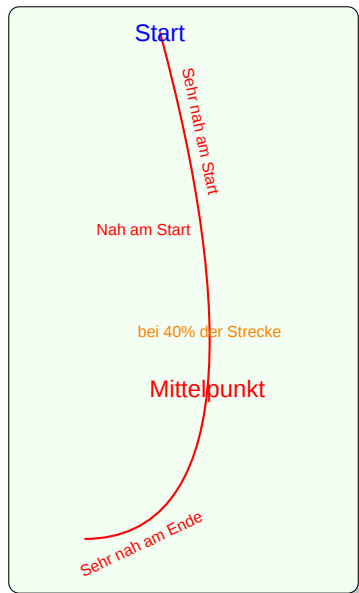 Start
Sehr nah am Start
Nah am Start
bei 40% der Strecke
Mittelpunkt
Sehr nah am Ende